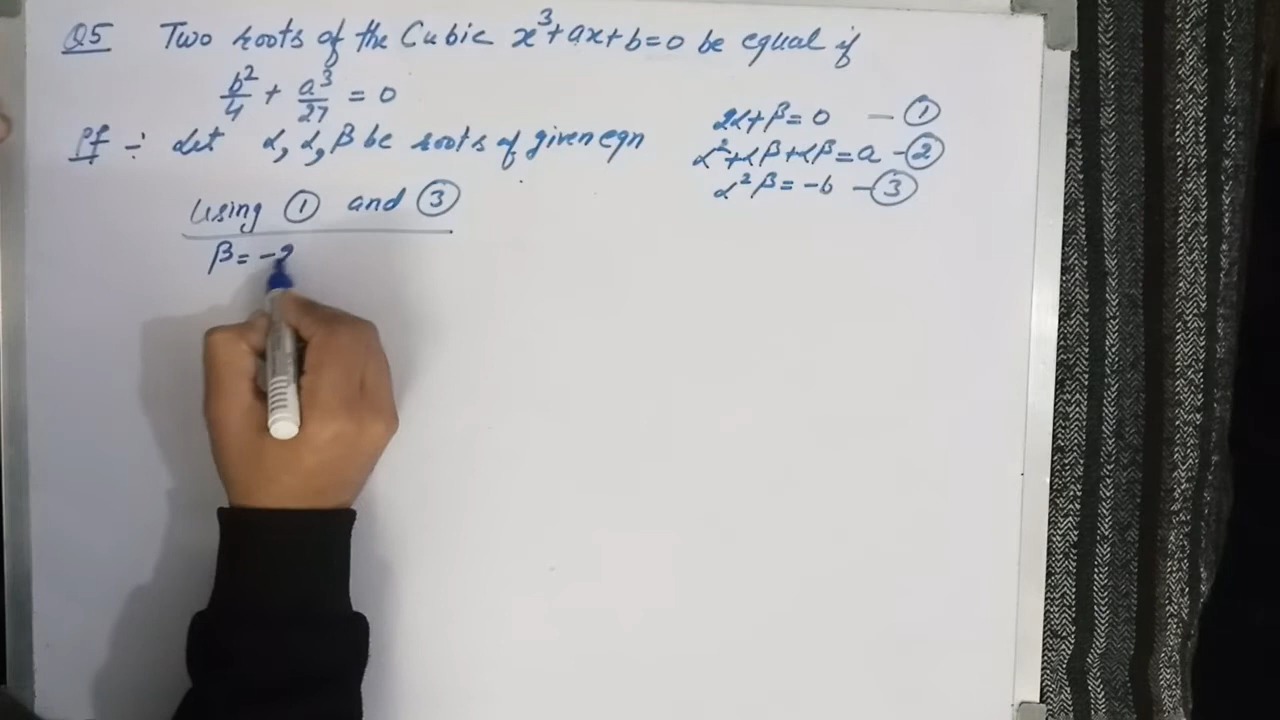 Q5 Two roots of the Cubic x³+ax+b=0 be equal if
b²/4 + a³/27 = 0
Pf :- Let α, α, β be roots of given eqn
2α+β=0 — ①
α²+αβ+αβ=a — ②
α²β=-b — ③
Using ① and ③
β=-2